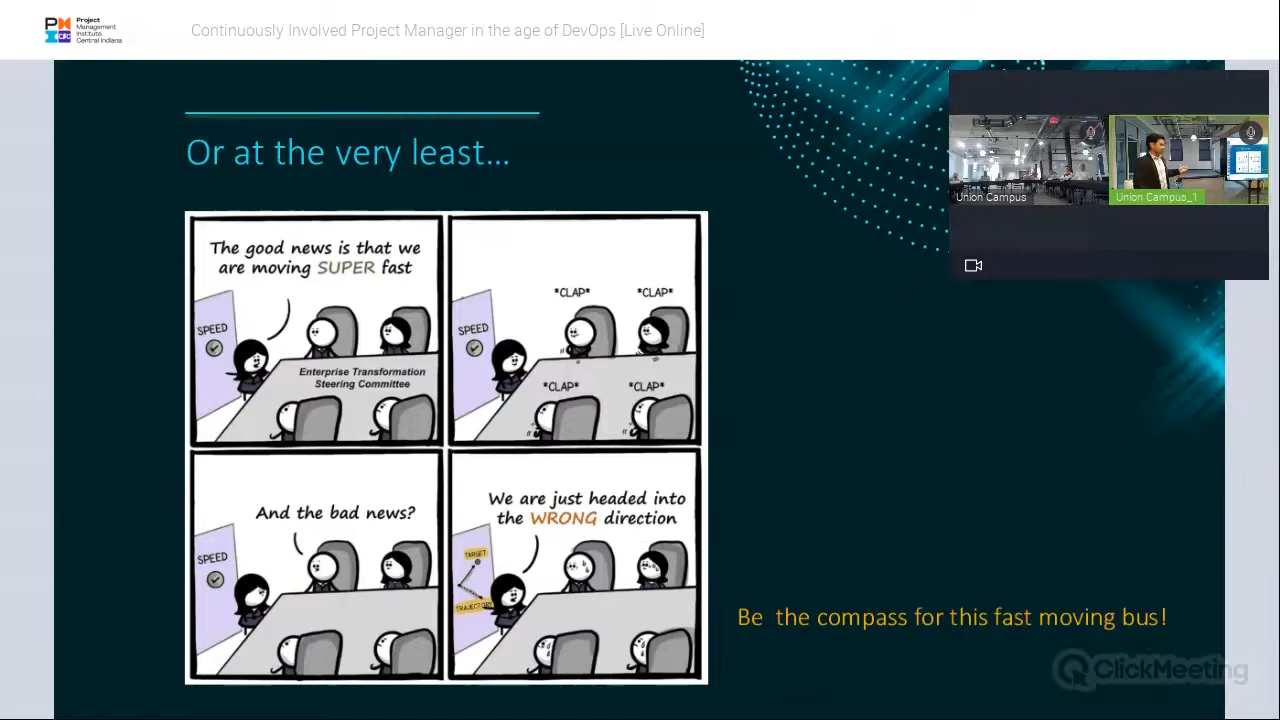 Project
Management
Institute.
Central Indiana.
Continuously Involved Project Manager in the age of DevOps [Live Online]
Or at the very least...
Union Campus
Union Campus_1
The good news is that we
are moving SUPER fast
SPEED
Enterprise Transformation
Steering Committee
*CLAP*
*CLAP*
SPEED
*CLAP*
*CLAP*
And the bad news?
SPEED
We are just headed into
the WRONG direction
TARGET
Be the compass for this fast moving bus!
ClickMeeting